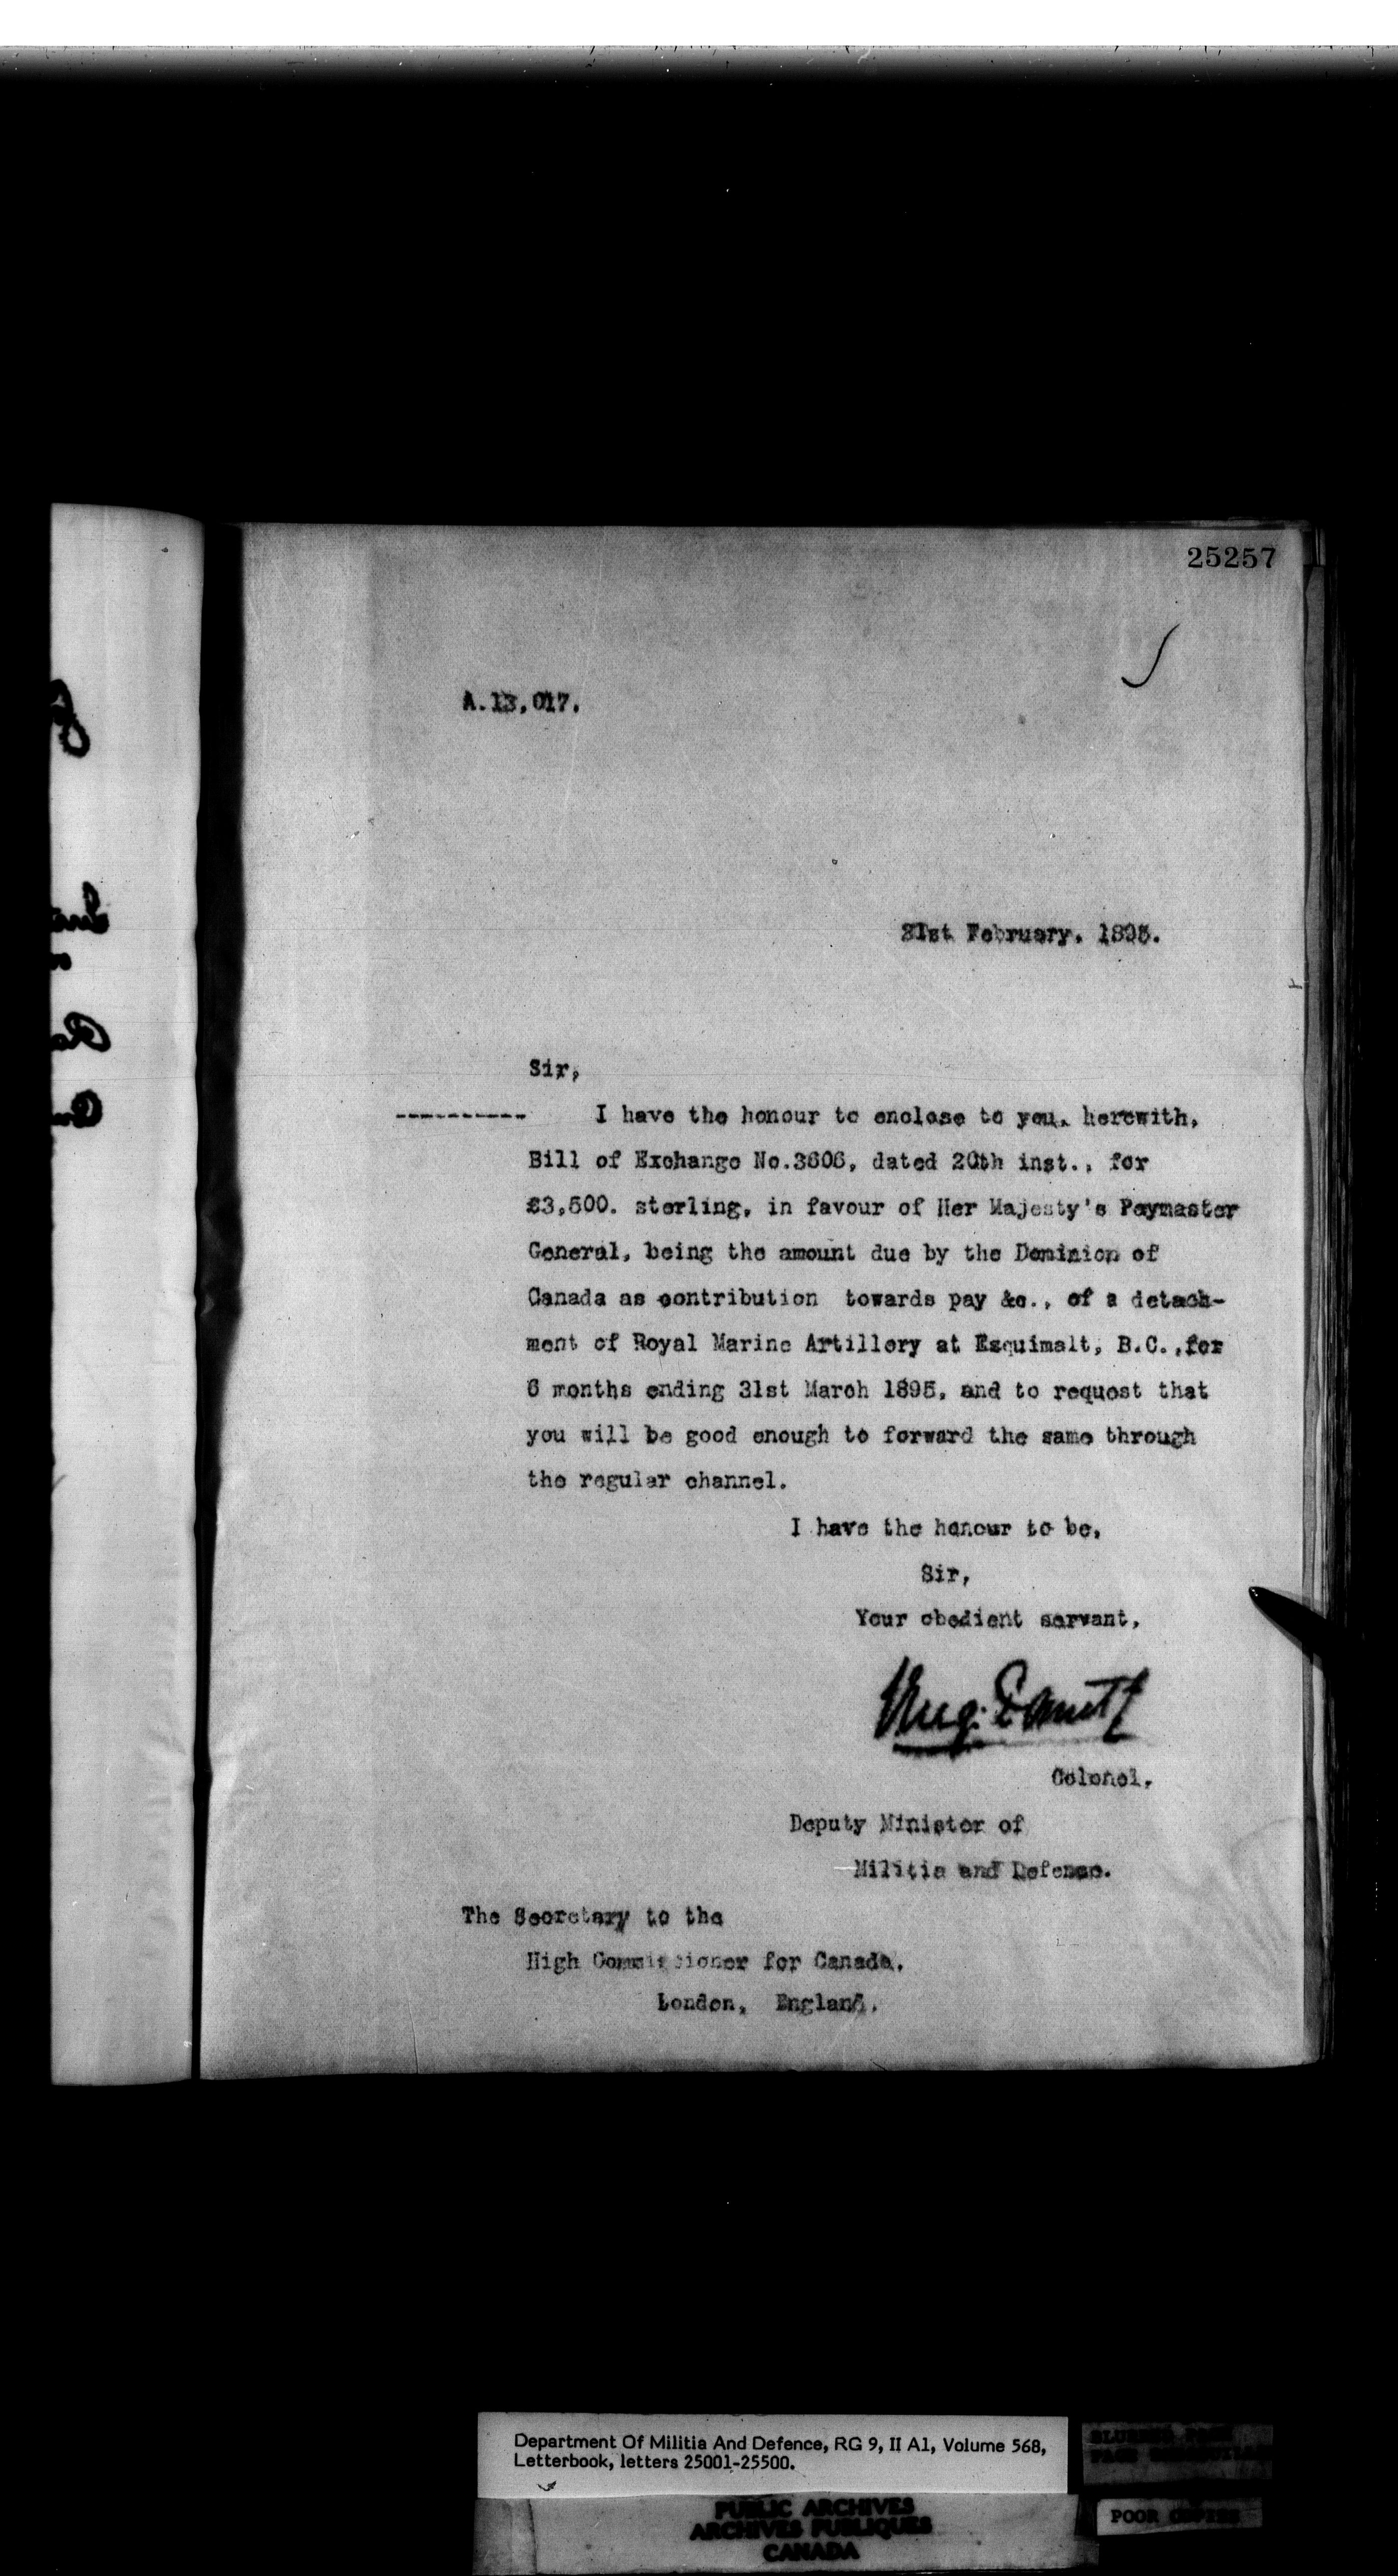 25257
A.13,017.
21st February. 1895.
Sir,
---------- I have the honour to enclose to you, herewith,
Bill of Exchange No.3606, dated 20th inst., for
£3,500. sterling, in favour of Her Majesty's Paymaster
General, being the amount due by the Dominion of
Canada as contribution towards pay &c., of a detach-
ment of Royal Marine Artillery at Esquimalt, B.C.,for
6 months ending 31st March 1895, and to request that
you will be good enough to forward the same through
the regular channel.
I have the honour to be,
Sir,
Your obedient servant,
Colonel,
Deputy Minister of
Militia and Defence.
The Secretary to the
High Commissioner for Canada,
London, England.
Department Of Militia And Defence, RG 9, II A1, Volume 568,
Letterbook, letters 25001-25500.
PUBLIC ARCHIVES
ARCHIVES PUBLIQUES
CANADA
POOR